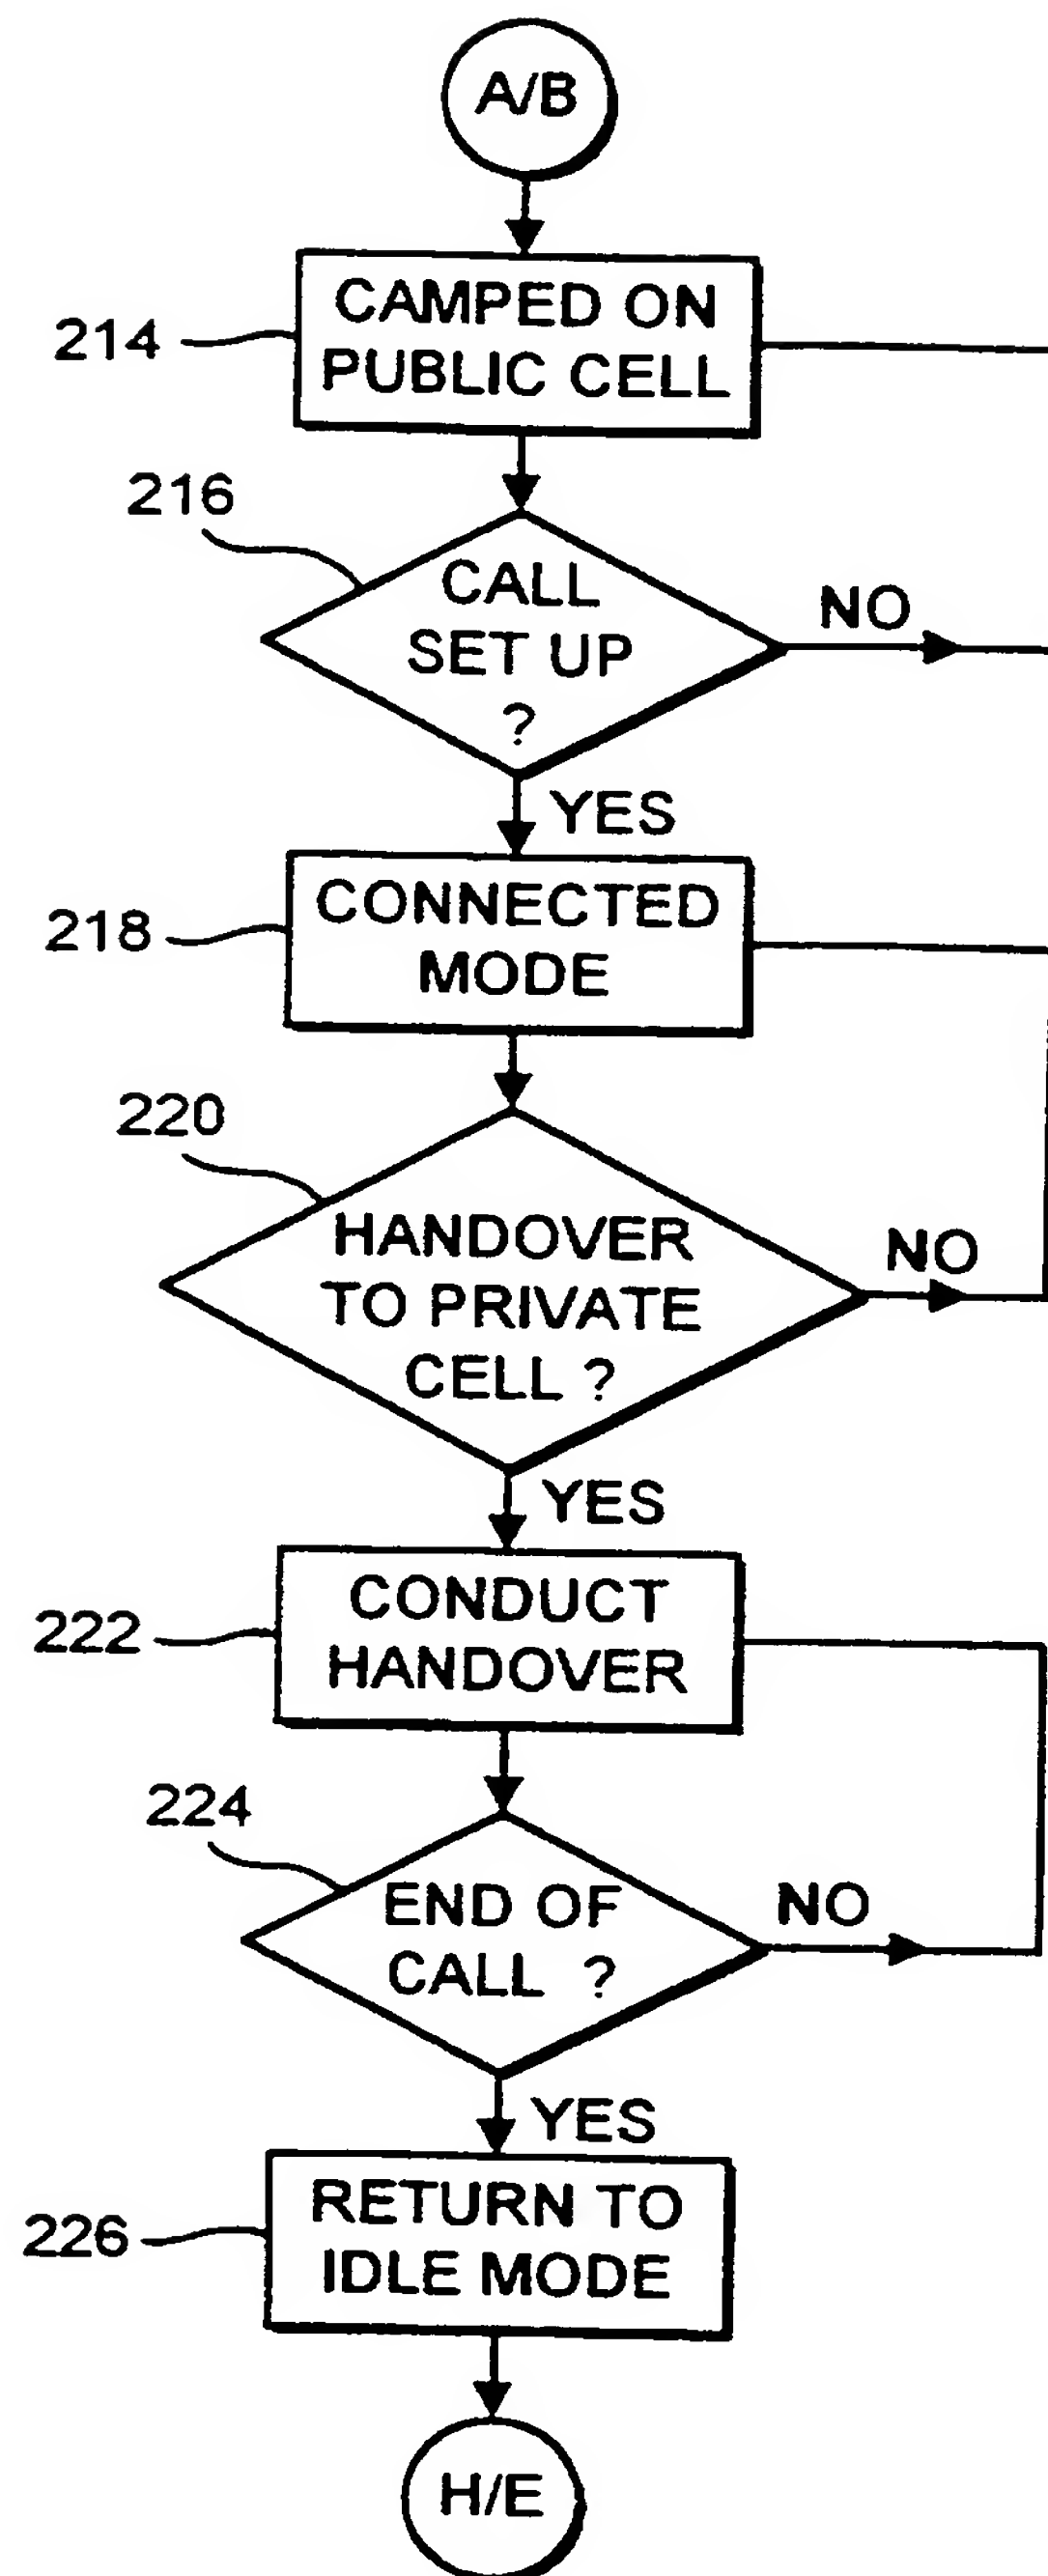 A/B
CAMPED ON
PUBLIC CELL
214
216
CALL
SET UP
?
NO
YES
CONNECTED
MODE
218
220
HANDOVER
TO PRIVATE
CELL ?
NO
YES
CONDUCT
HANDOVER
222
224
END OF
CALL ?
NO
YES
RETURN TO
IDLE MODE
226
H/E